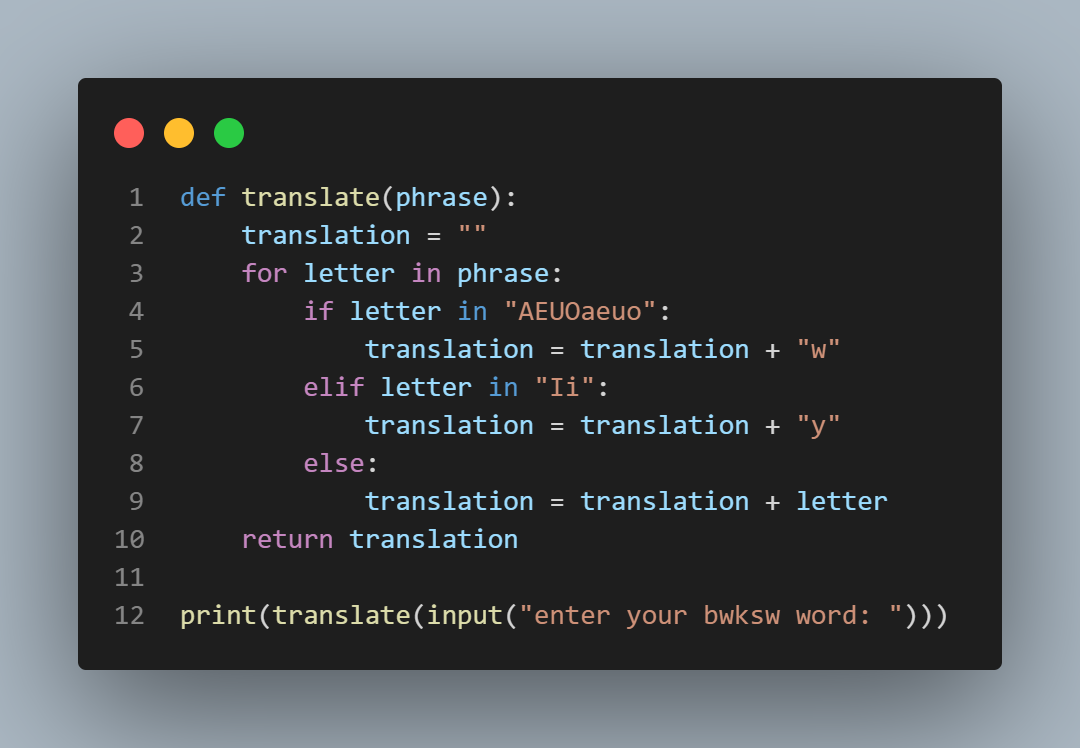 1 def translate(phrase):
2     translation = ""
3     for letter in phrase:
4         if letter in "AEUOaeuo":
5             translation = translation + "w"
6         elif letter in "Ii":
7             translation = translation + "y"
8         else:
9             translation = translation + letter
10     return translation
11
12 print(translate(input("enter your bwksw word: ")))